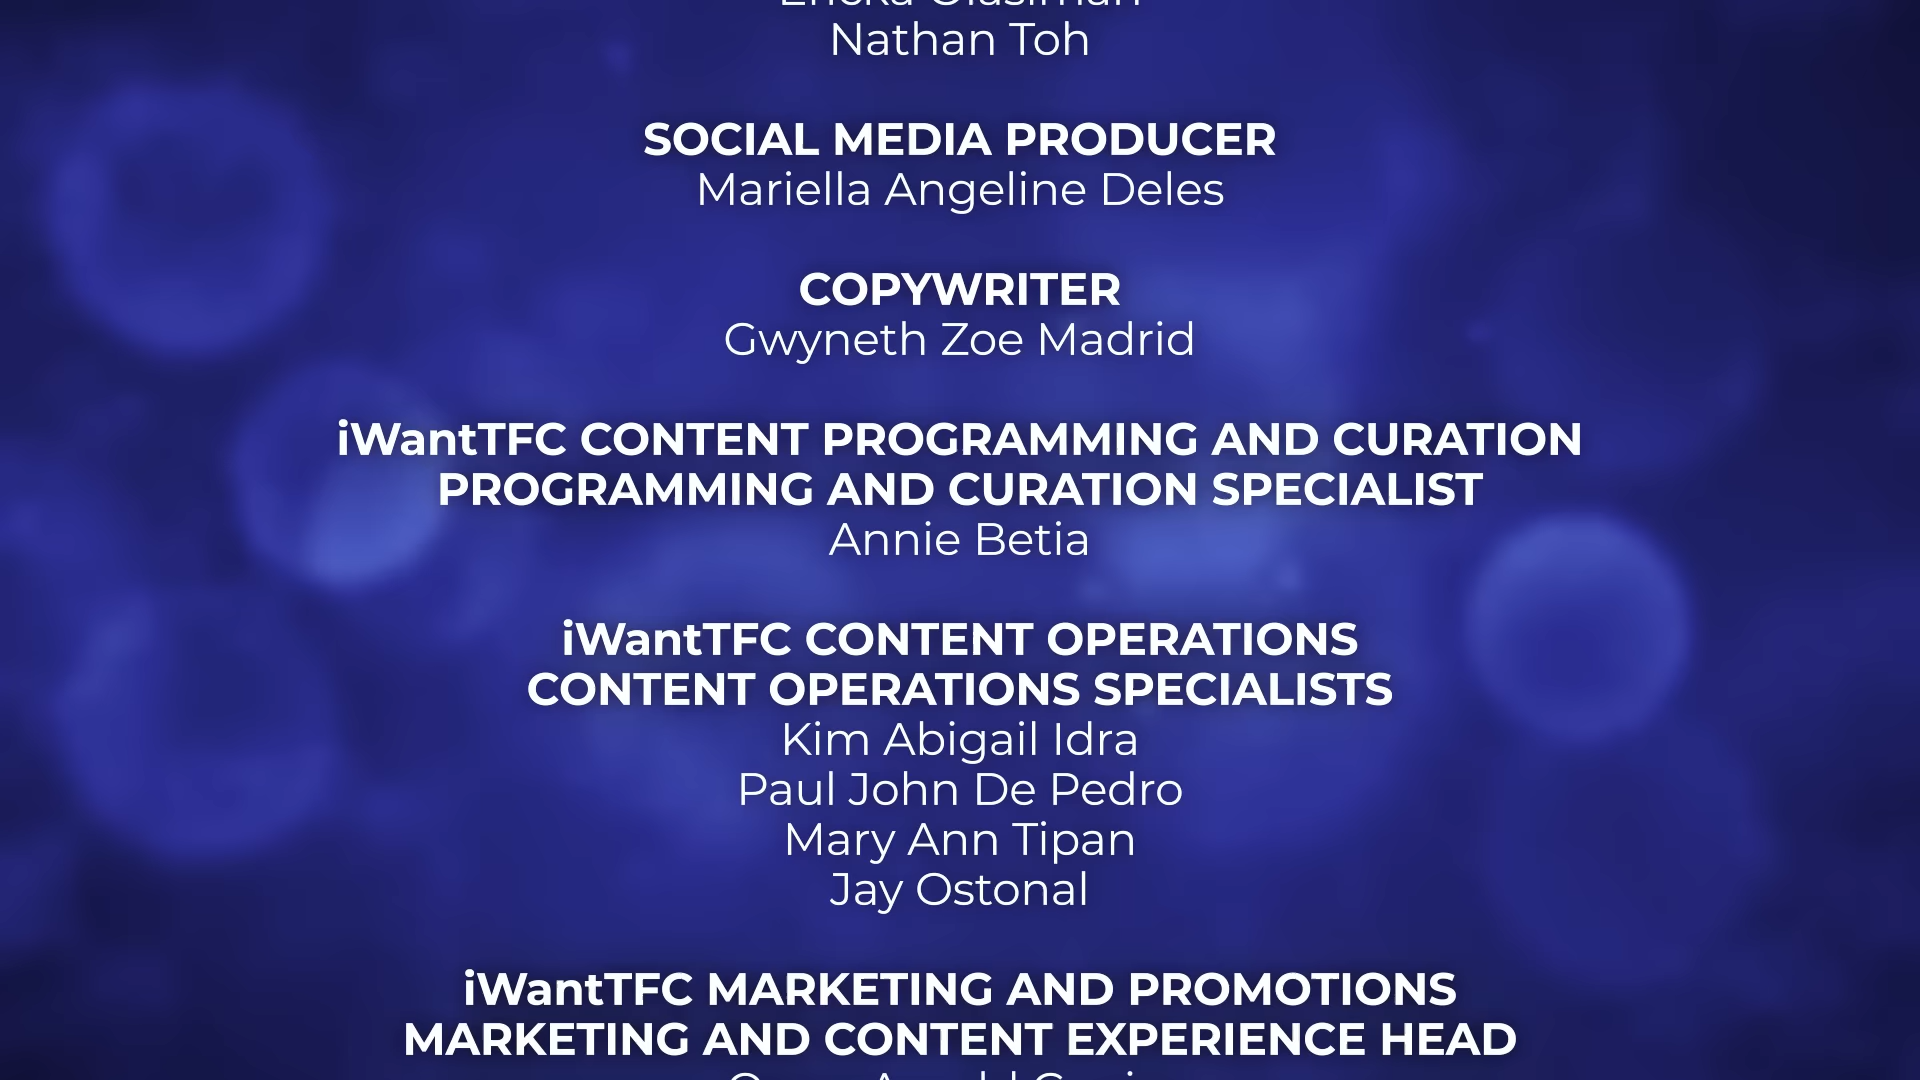 Nathan Toh
SOCIAL MEDIA PRODUCER
Mariella Angeline Deles
COPYWRITER
Gwyneth Zoe Madrid
iWantTFC CONTENT PROGRAMMING AND CURATION
PROGRAMMING AND CURATION SPECIALIST
Annie Betia
iWantTFC CONTENT OPERATIONS
CONTENT OPERATIONS SPECIALISTS
Kim Abigail Idra
Paul John De Pedro
Mary Ann Tipan
Jay Ostonal
iWantTFC MARKETING AND PROMOTIONS
MARKETING AND CONTENT EXPERIENCE HEAD